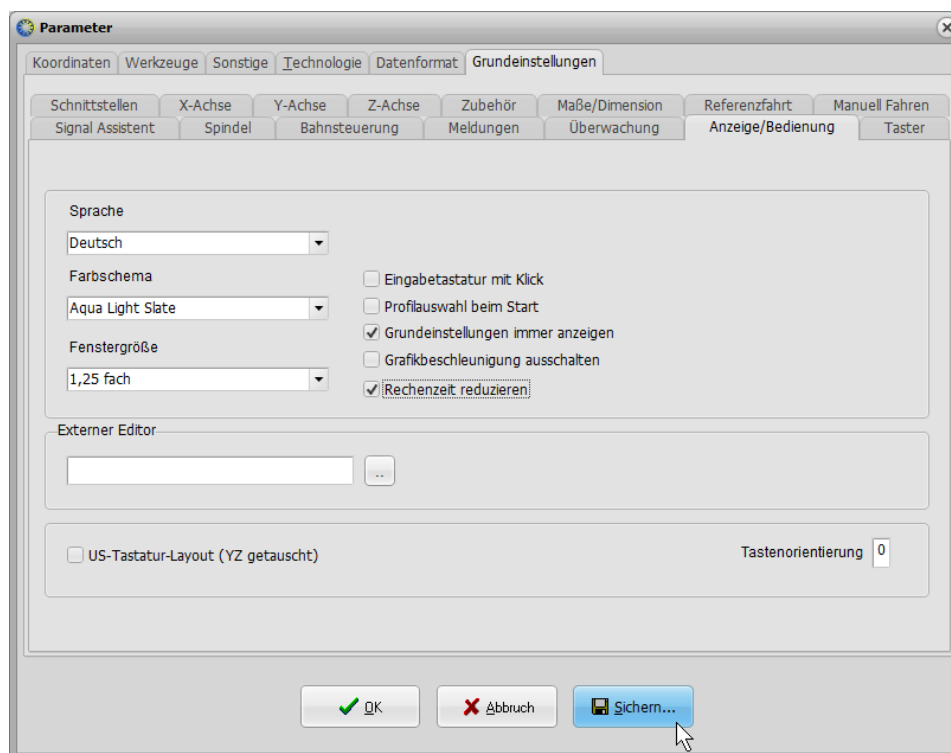 Parameter
Koordinaten Werkzeuge Sonstige Technologie Datenformat Grundeinstellungen
Schnittstellen X-Achse Y-Achse Z-Achse Zubehör Maße/Dimension Referenzfahrt Manuell Fahren
Signal Assistent Spindel Bahnsteuerung Meldungen Überwachung Anzeige/Bedienung Taster
Sprache
Deutsch
Farbschema
Aqua Light Slate
Fenstergröße
1,25 fach
Eingabetastatur mit Klick
Profilauswahl beim Start
Grundeinstellungen immer anzeigen
Grafikbeschleunigung ausschalten
Rechenzeit reduzieren
Externer Editor
..
US-Tastatur-Layout (YZ getauscht)
Tastenorientierung 0
OK Abbruch Sichern...